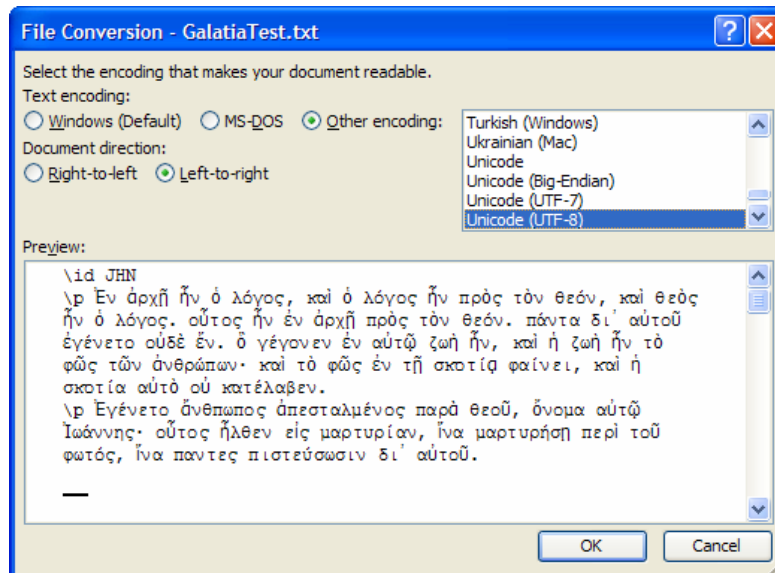 File Conversion - GalatiaTest.txt
Select the encoding that makes your document readable.
Text encoding:
Windows (Default) MS-DOS Other encoding:
Document direction:
Right-to-left Left-to-right
Turkish (Windows)
Ukrainian (Mac)
Unicode
Unicode (Big-Endian)
Unicode (UTF-7)
Unicode (UTF-8)
Preview:
\id JHN
\p Ἐν ἀρχῇ ἦν ὁ λόγος, καὶ ὁ λόγος ἦν πρὸς τὸν θεόν, καὶ θεὸς
ἦν ὁ λόγος. οὗτος ἦν ἐν ἀρχῇ πρὸς τὸν θεόν. πάντα δι᾽ αὐτοῦ
ἐγένετο οὐδὲ ἕν. ὃ γέγονεν ἐν αὐτῷ ζωὴ ἦν, καὶ ἡ ζωὴ ἦν τὸ
φῶς τῶν ἀνθρώπων· καὶ τὸ φῶς ἐν τῇ σκοτίᾳ φαίνει, καὶ ἡ
σκοτία αὐτὸ οὐ κατέλαβεν.
\p Ἐγένετο ἄνθπωπος ἀπεσταλμένος παρὰ θεοῦ, ὄνομα αὐτῷ
Ἰωάννης· οὗτος ἦλθεν εἰς μαρτυρίαν, ἵνα μαρτυρήσῃ περὶ τοῦ
φωτός, ἵνα παντες πιστεύσωσιν δι᾽ αὐτοῦ.
OK Cancel